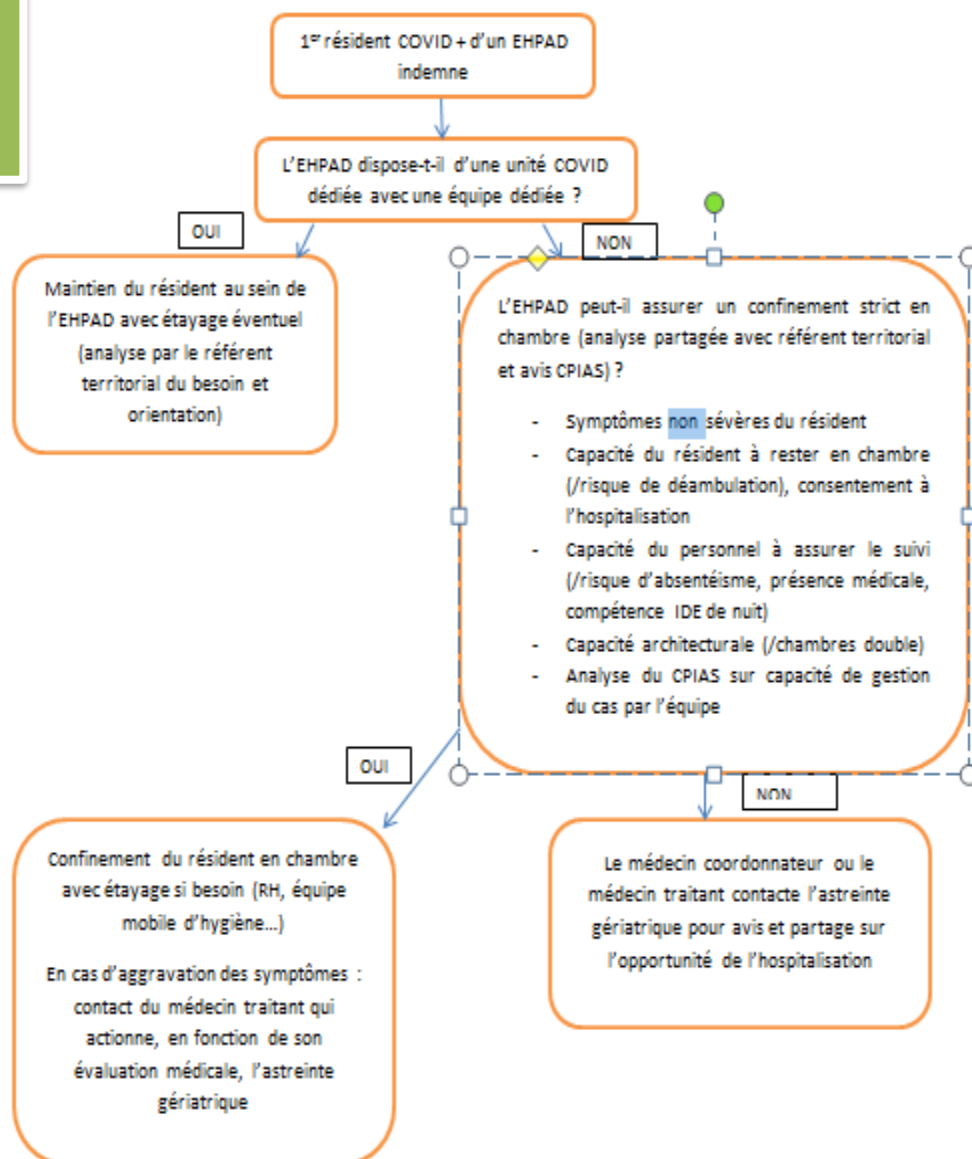 1er résident COVID + d'un EHPAD
indemne
L'EHPAD dispose-t-il d'une unité COVID
dédiée avec une équipe dédiée ?
OUI
NON
Maintien du résident au sein de
l'EHPAD avec étayage éventuel
(analyse par le référent
territorial du besoin et
orientation)
L'EHPAD peut-il assurer un confinement strict en
chambre (analyse partagée avec référent territorial
et avis CPIAS) ?
- Symptômes non sévères du résident
- Capacité du résident à rester en chambre
(/risque de déambulation), consentement à
l'hospitalisation
- Capacité du personnel à assurer le suivi
(/risque d'absentéisme, présence médicale,
compétence IDE de nuit)
- Capacité architecturale (/chambres double)
- Analyse du CPIAS sur capacité de gestion
du cas par l'équipe
OUI
NON
Confinement du résident en chambre
avec étayage si besoin (RH, équipe
mobile d'hygiène…)
En cas d'aggravation des symptômes :
contact du médecin traitant qui
actionne, en fonction de son
évaluation médicale, l'astreinte
gériatrique
Le médecin coordonnateur ou le
médecin traitant contacte l'astreinte
gériatrique pour avis et partage sur
l'opportunité de l'hospitalisation